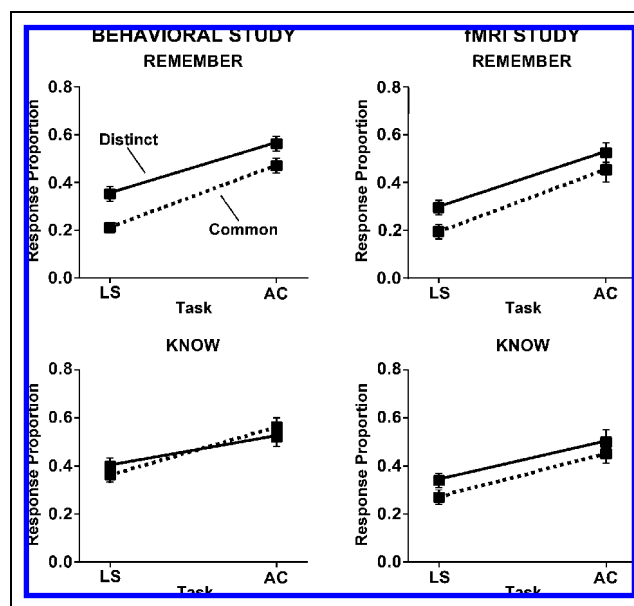 BEHAVIORAL STUDY
REMEMBER
Response Proportion
0.8
0.6
0.4
0.2
0.0
Distinct
Common
LS
AC
Task
fMRI STUDY
REMEMBER
Response Proportion
0.8
0.6
0.4
0.2
0.0
LS
AC
Task
KNOW
Response Proportion
0.8
0.6
0.4
0.2
0.0
LS
AC
Task
KNOW
Response Proportion
0.8
0.6
0.4
0.2
0.0
LS
AC
Task